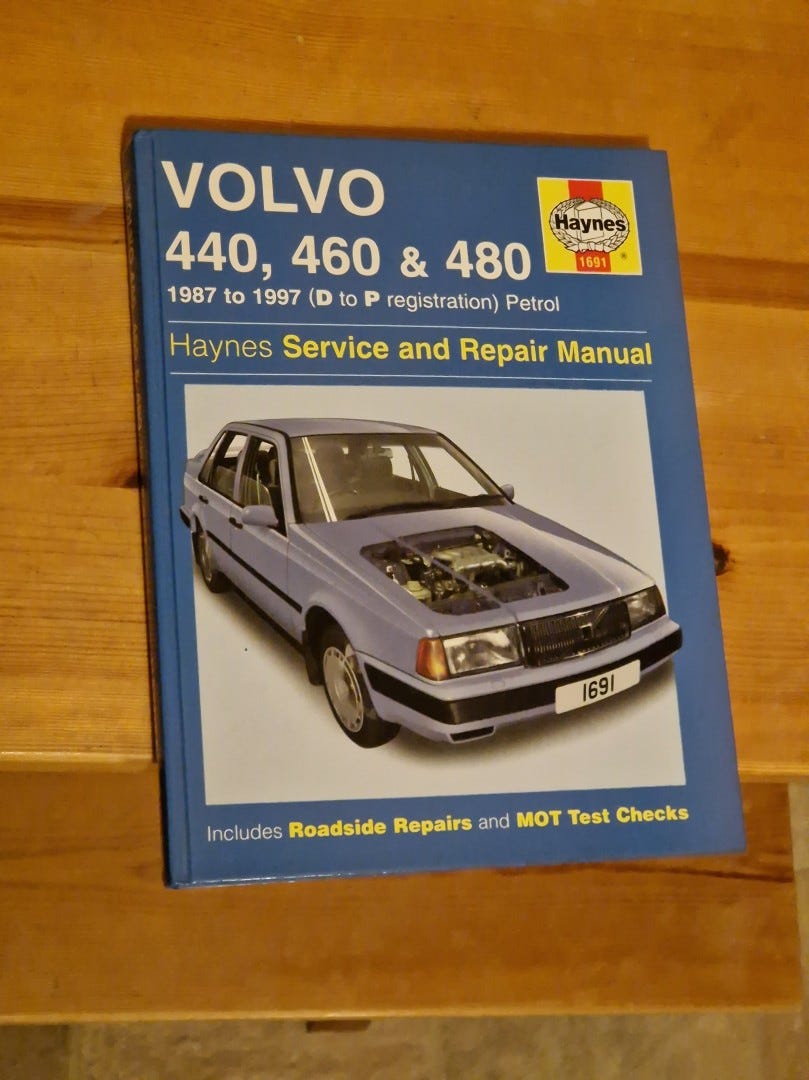 VOLVO
440, 460 & 480
1987 to 1997 (D to P registration) Petrol
Haynes
1691
®
Haynes Service and Repair Manual
1691
Includes Roadside Repairs and MOT Test Checks